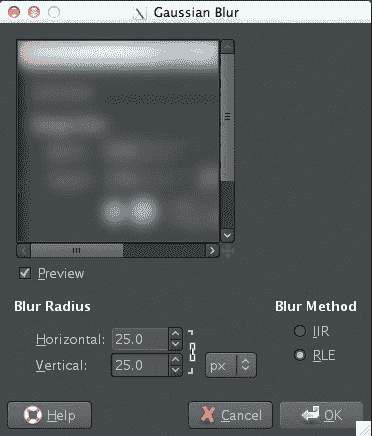 Gaussian Blur
Preview
Blur Radius
Blur Method
Horizontal: 25.0
IIR
Vertical: 25.0 px
RLE
Help Cancel OK